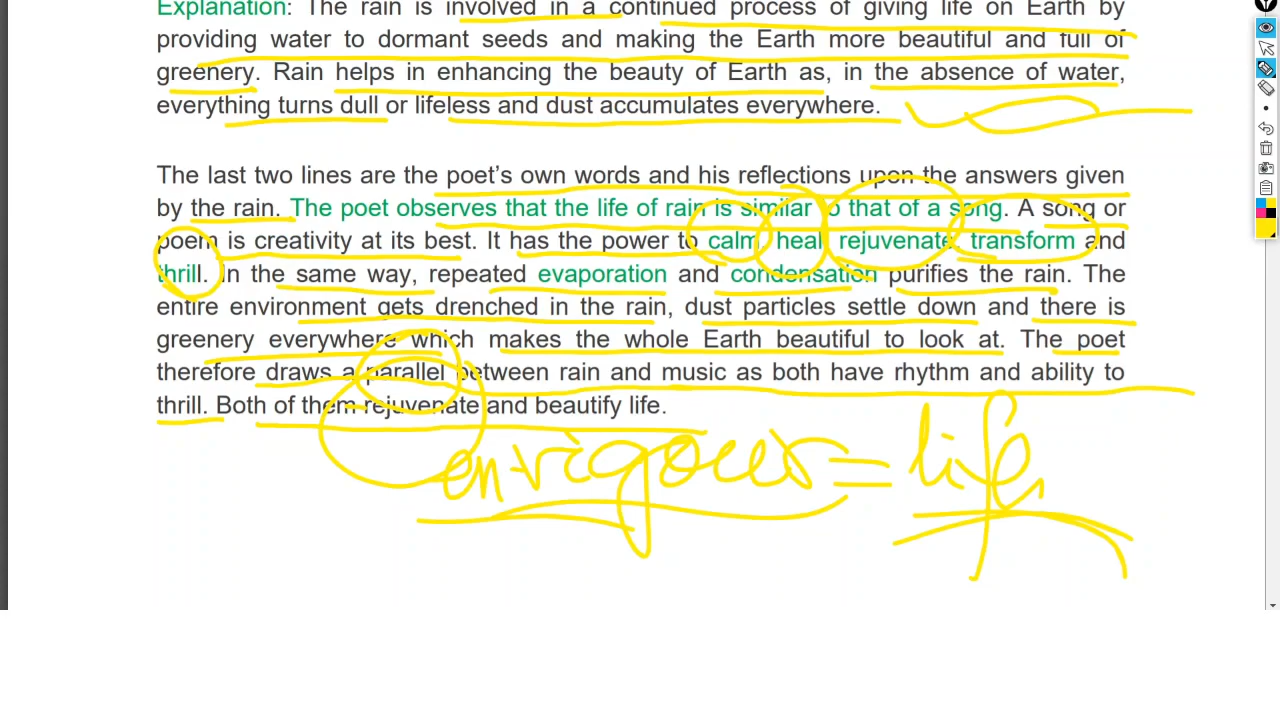 Explanation: The rain is involved in a continued process of giving life on Earth by
providing water to dormant seeds and making the Earth more beautiful and full of
greenery. Rain helps in enhancing the beauty of Earth as, in the absence of water,
everything turns dull or lifeless and dust accumulates everywhere.
The last two lines are the poet's own words and his reflections upon the answers given
by the rain. The poet observes that the life of rain is similar to that of a song. A song or
poem is creativity at its best. It has the power to calm, heal, rejuvenate, transform and
thrill. In the same way, repeated evaporation and condensation purifies the rain. The
entire environment gets drenched in the rain, dust particles settle down and there is
greenery everywhere which makes the whole Earth beautiful to look at. The poet
therefore draws a parallel between rain and music as both have rhythm and ability to
thrill. Both of them rejuvenate and beautify life.
envigour = life